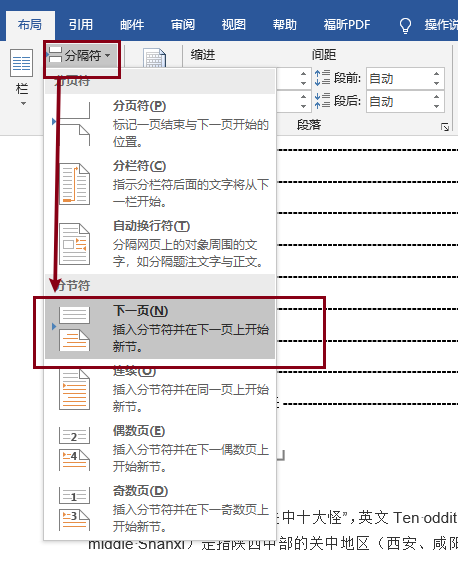 布局 引用 邮件 审阅 视图 帮助 福昕PDF 操作说
分隔符 缩进 间距
栏 段前: 自动
段后: 自动
段落
分页符
分页符(P)
标记一页结束与下一页开始的
位置。
分栏符(C)
指示分栏符后面的文字将从下
一栏开始。
自动换行符(T)
分隔网页上的对象周围的文
字，如分隔题注文字与正文。
分节符
下一页(N)
插入分节符并在下一页上开始
新节。
连续(O)
插入分节符并在同一页上开始
新节。
偶数页(E)
插入分节符并在下一偶数页上
开始新节。
奇数页(D)
插入分节符并在下一奇数页上
开始新节。
2
4
1
3
中十大怪”，英文 Ten·oddit
middle·Shanxi）是指陕西中部的关中地区（西安、咸阳